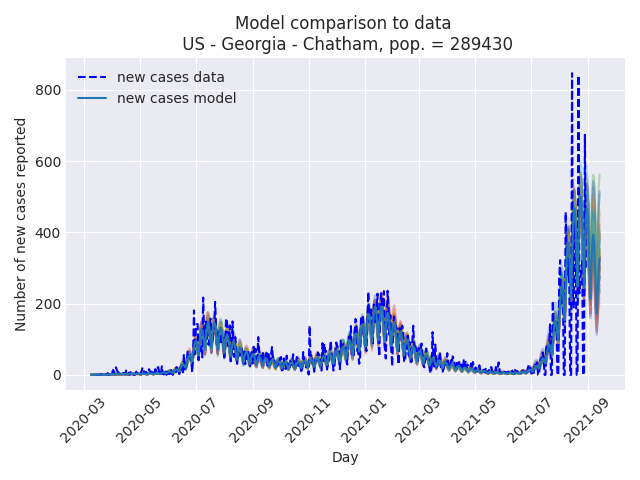 Model comparison to data
US - Georgia - Chatham, pop. = 289430
new cases data
new cases model
Number of new cases reported
800
600
400
200
0
2020-03
2020-05
2020-07
2020-09
2020-11
2021-01
2021-03
2021-05
2021-07
2021-09
Day